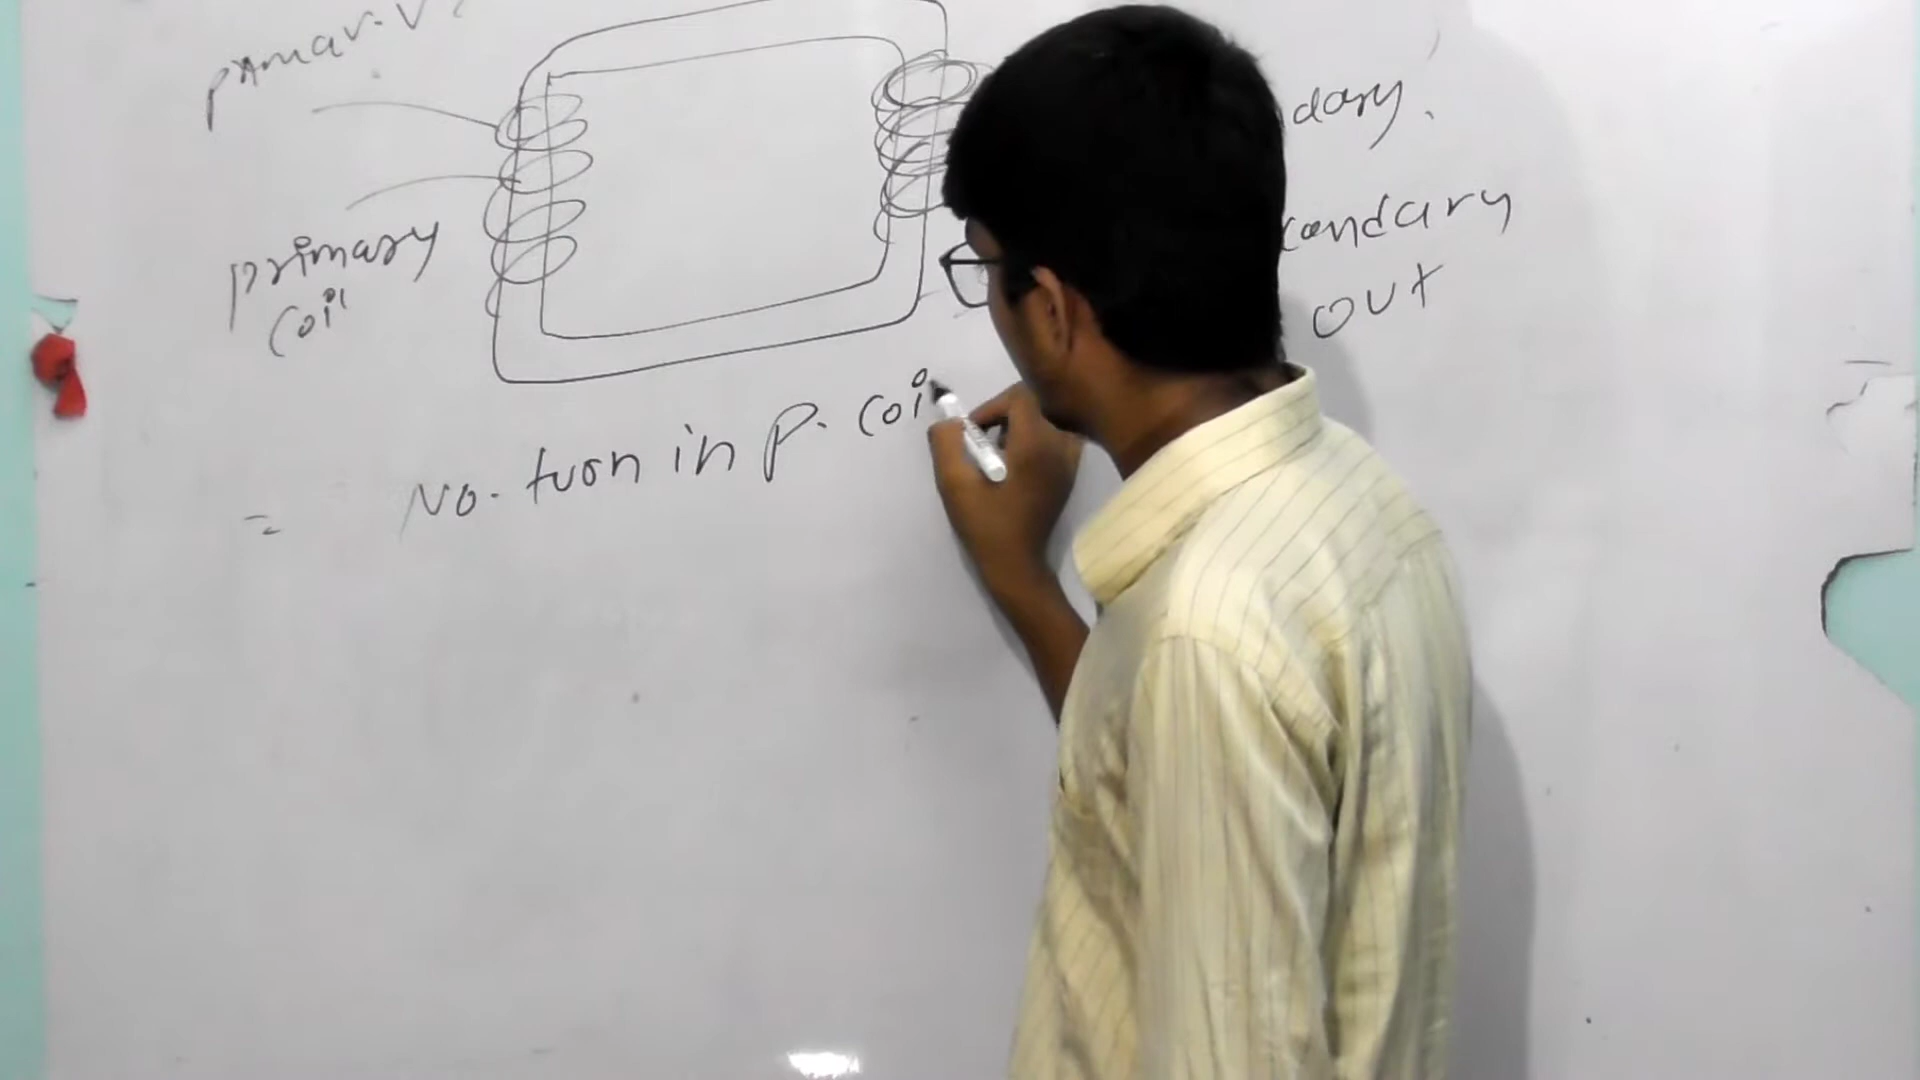 primary
coil
dary.
condary
out
= No. turn in P. coi